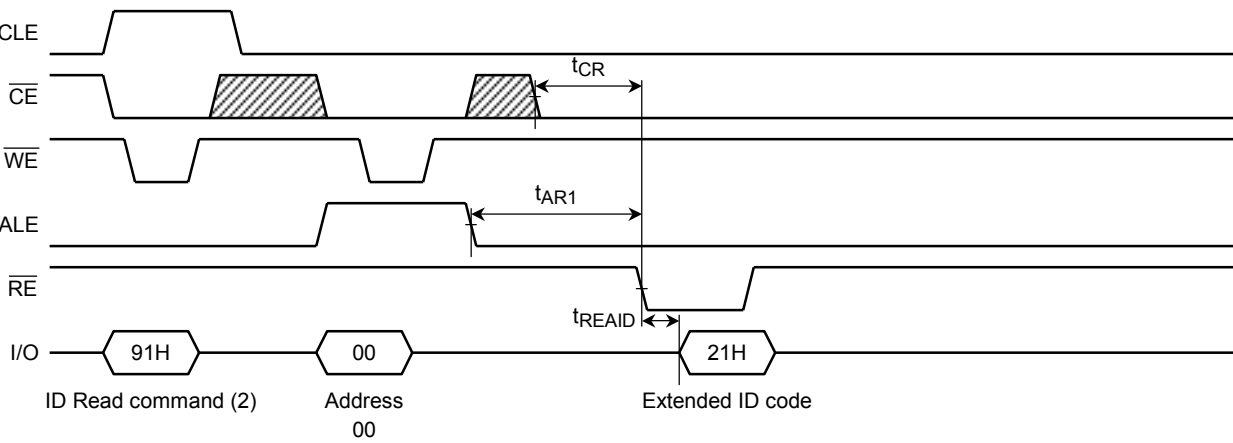 CLE
CE
tCR
WE
tAR1
ALE
RE
tREAID
I/O
91H
00
21H
ID Read command (2)
Address
Extended ID code
00